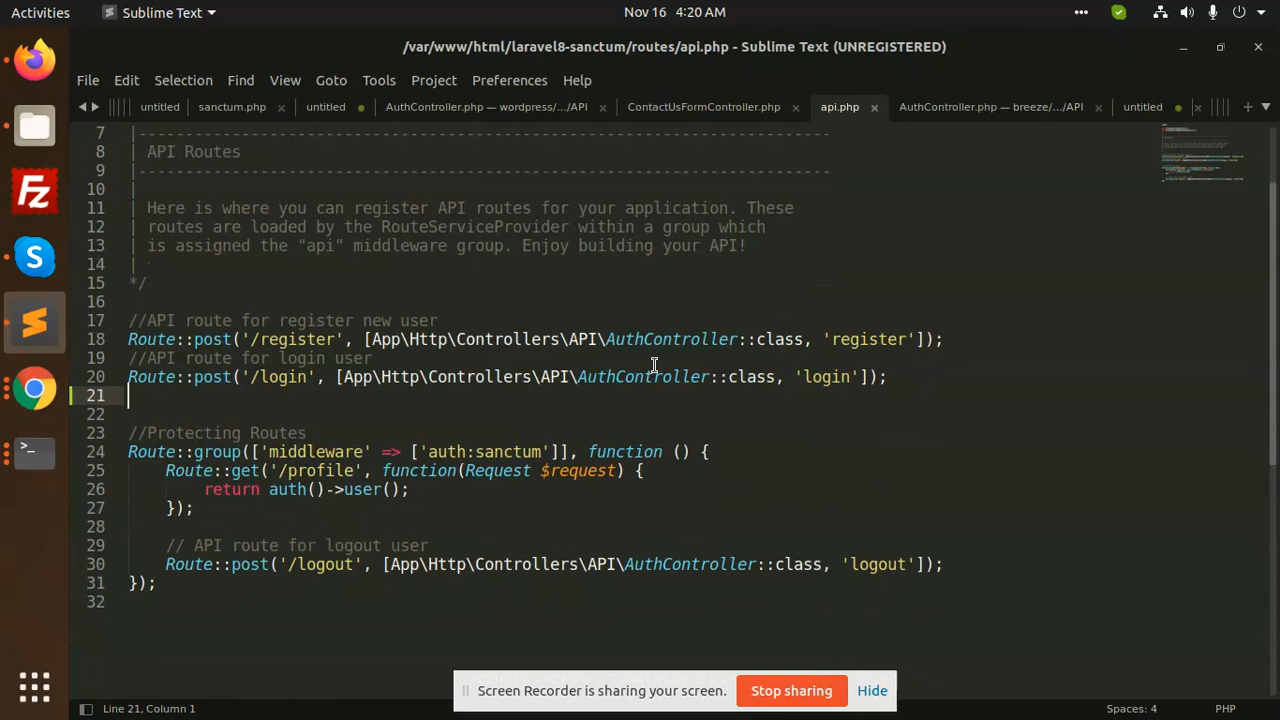 Activities Sublime Text Nov 16 4:20 AM
/var/www/html/laravel8-sanctum/routes/api.php - Sublime Text (UNREGISTERED)
File Edit Selection Find View Goto Tools Project Preferences Help
untitled sanctum.php untitled AuthController.php — wordpress/.../API ContactUsFormController.php api.php AuthController.php — breeze/.../API untitled
7 |--------------------------------------------------------------------------
8 | API Routes
9 |--------------------------------------------------------------------------
10 |
11 | Here is where you can register API routes for your application. These
12 | routes are loaded by the RouteServiceProvider within a group which
13 | is assigned the "api" middleware group. Enjoy building your API!
14 |
15 */
16
17 //API route for register new user
18 Route::post('/register', [App\Http\Controllers\API\AuthController::class, 'register']);
19 //API route for login user
20 Route::post('/login', [App\Http\Controllers\API\AuthController::class, 'login']);
21
22
23 //Protecting Routes
24 Route::group(['middleware' => ['auth:sanctum']], function () {
25 Route::get('/profile', function(Request $request) {
26 return auth()->user();
27 });
28
29 // API route for logout user
30 Route::post('/logout', [App\Http\Controllers\API\AuthController::class, 'logout']);
31 });
32
Screen Recorder is sharing your screen. Stop sharing Hide
Line 21, Column 1 Spaces: 4 PHP